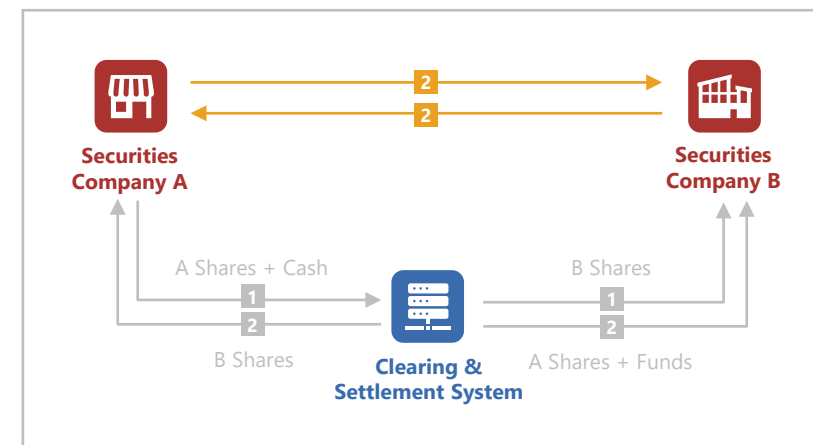 2
2
Securities
Company A
Securities
Company B
A Shares + Cash
B Shares
1
1
2
2
B Shares
A Shares + Funds
Clearing &
Settlement System